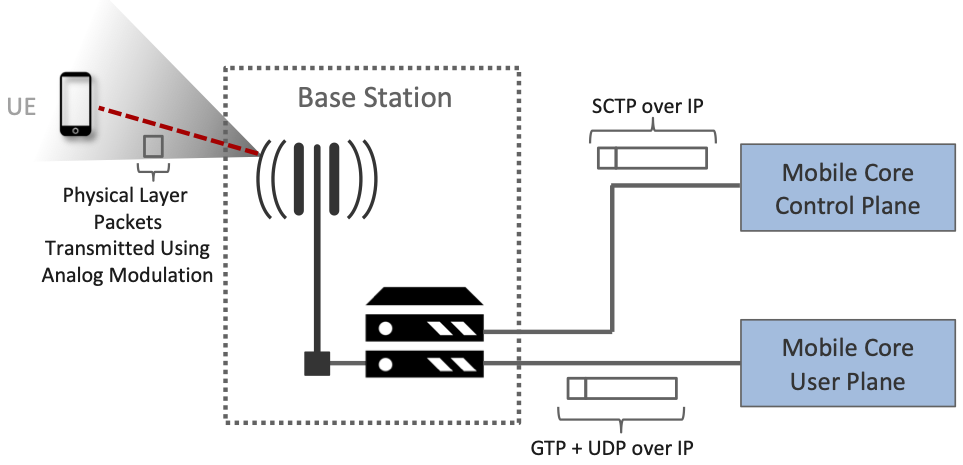 UE
Base Station
SCTP over IP
Mobile Core
Control Plane
Physical Layer
Packets
Transmitted Using
Analog Modulation
Mobile Core
User Plane
GTP + UDP over IP